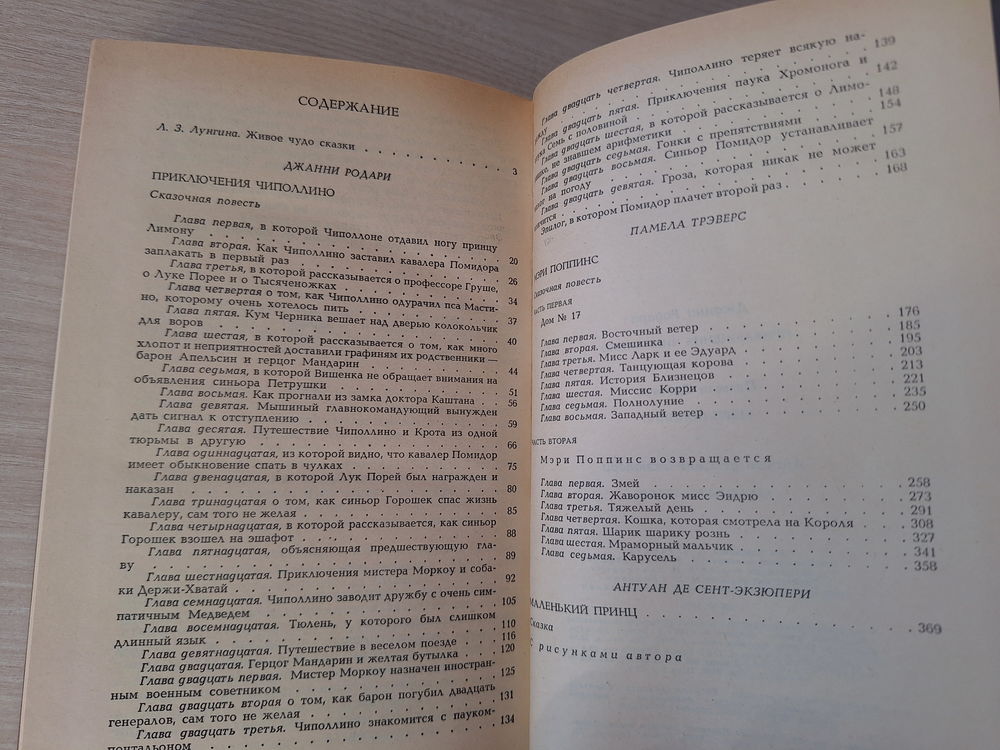 СОДЕРЖАНИЕ
Л. З. Лунгина. Живое чудо сказки . . . . . . . . . . . 3
ДЖАННИ РОДАРИ
ПРИКЛЮЧЕНИЯ ЧИПОЛЛИНО
Сказочная повесть
Глава первая, в которой Чиполлоне отдавил ногу принцу
Лимону . . . . . . . . . . 20
Глава вторая. Как Чиполлино заставил кавалера Помидора
заплакать в первый раз . . . . . . . . . . 26
Глава третья, в которой рассказывается о профессоре Груше,
о Луке Порее и о Тысяченожках . . . . . . . . . . 34
Глава четвертая о том, как Чиполлино одурачил пса Масти-
но, которому очень хотелось пить . . . . . . . . . . 37
Глава пятая. Кум Черника вешает над дверью колокольчик
для воров . . . . . . . . . . 40
Глава шестая, в которой рассказывается о том, как много
хлопот и неприятностей доставили графиням их родственники —
барон Апельсин и герцог Мандарин . . . . . . . . . . 44
Глава седьмая, в которой Вишенка не обращает внимания на
объявления синьора Петрушки . . . . . . . . . . 51
Глава восьмая. Как прогнали из замка доктора Каштана . . 56
Глава девятая. Мышиный главнокомандующий вынужден
дать сигнал к отступлению . . . . . . . . . . 59
Глава десятая. Путешествие Чиполлино и Крота из одной
тюрьмы в другую . . . . . . . . . . 66
Глава одиннадцатая, из которой видно, что кавалер Помидор
имеет обыкновение спать в чулках . . . . . . . . . . 75
Глава двенадцатая, в которой Лук Порей был награжден и
наказан . . . . . . . . . . 80
Глава тринадцатая о том, как синьор Горошек спас жизнь
кавалеру, сам того не желая . . . . . . . . . . 85
Глава четырнадцатая, в которой рассказывается, как синьор
Горошек взошел на эшафот . . . . . . . . . . 88
Глава пятнадцатая, объясняющая предшествующую гла-
ву . . . . . . . . . . 89
Глава шестнадцатая. Приключения мистера Моркоу и соба-
ки Держи-Хватай . . . . . . . . . . 92
Глава семнадцатая. Чиполлино заводит дружбу с очень сим-
патичным Медведем . . . . . . . . . . 105
Глава восемнадцатая. Тюлень, у которого был слишком
длинный язык . . . . . . . . . . 110
Глава девятнадцатая. Путешествие в веселом поезде . . . 116
Глава двадцатая. Герцог Мандарин и желтая бутылка . . . 120
Глава двадцать первая. Мистер Моркоу назначен иностран-
ным военным советником . . . . . . . . . . 125
Глава двадцать вторая о том, как барон погубил двадцать
генералов, сам того не желая . . . . . . . . . . 131
Глава двадцать третья. Чиполлино знакомится с пауком-
почтальоном . . . . . . . . . . 134
Глава двадцать четвертая. Чиполлино теряет всякую на-
. . . . . . . . . . 139
Глава двадцать пятая. Приключения паука Хромонога и
Семь с половиной . . . . . . . . . . 142
Глава двадцать шестая, в которой рассказывается о Лимо-
не знавшем арифметики . . . . . . . . . . 148
Глава двадцать седьмая. Гонки с препятствиями . . . 154
Глава двадцать восьмая. Синьор Помидор устанавливает
на погоду . . . . . . . . . . 157
Глава двадцать девятая. Гроза, которая никак не может
. . . . . . . . . . 163
Эпилог, в котором Помидор плачет второй раз . . . . . . 168
ПАМЕЛА ТРЭВЕРС
МЭРИ ПОППИНС
Сказочная повесть
ЧАСТЬ ПЕРВАЯ
Дом № 17
Глава первая. Восточный ветер . . . . . . . . . . 176
Глава вторая. Смешинка . . . . . . . . . . 185
Глава третья. Мисс Ларк и ее Эдуард . . . . . . . . . . 195
Глава четвертая. Танцующая корова . . . . . . . . . . 203
Глава пятая. История Близнецов . . . . . . . . . . 213
Глава шестая. Миссис Корри . . . . . . . . . . 221
Глава седьмая. Полнолуние . . . . . . . . . . 235
Глава восьмая. Западный ветер . . . . . . . . . . 250
ЧАСТЬ ВТОРАЯ
Мэри Поппинс возвращается
Глава первая. Змей . . . . . . . . . . 258
Глава вторая. Жаворонок мисс Эндрю . . . . . . . . . . 273
Глава третья. Тяжелый день . . . . . . . . . . 291
Глава четвертая. Кошка, которая смотрела на Короля . . . 308
Глава пятая. Шарик шарику рознь . . . . . . . . . . 327
Глава шестая. Мраморный мальчик . . . . . . . . . . 341
Глава седьмая. Карусель . . . . . . . . . . 358
АНТУАН ДЕ СЕНТ-ЭКЗЮПЕРИ
МАЛЕНЬКИЙ ПРИНЦ . . . . . . . . . . 369
Сказка
С рисунками автора